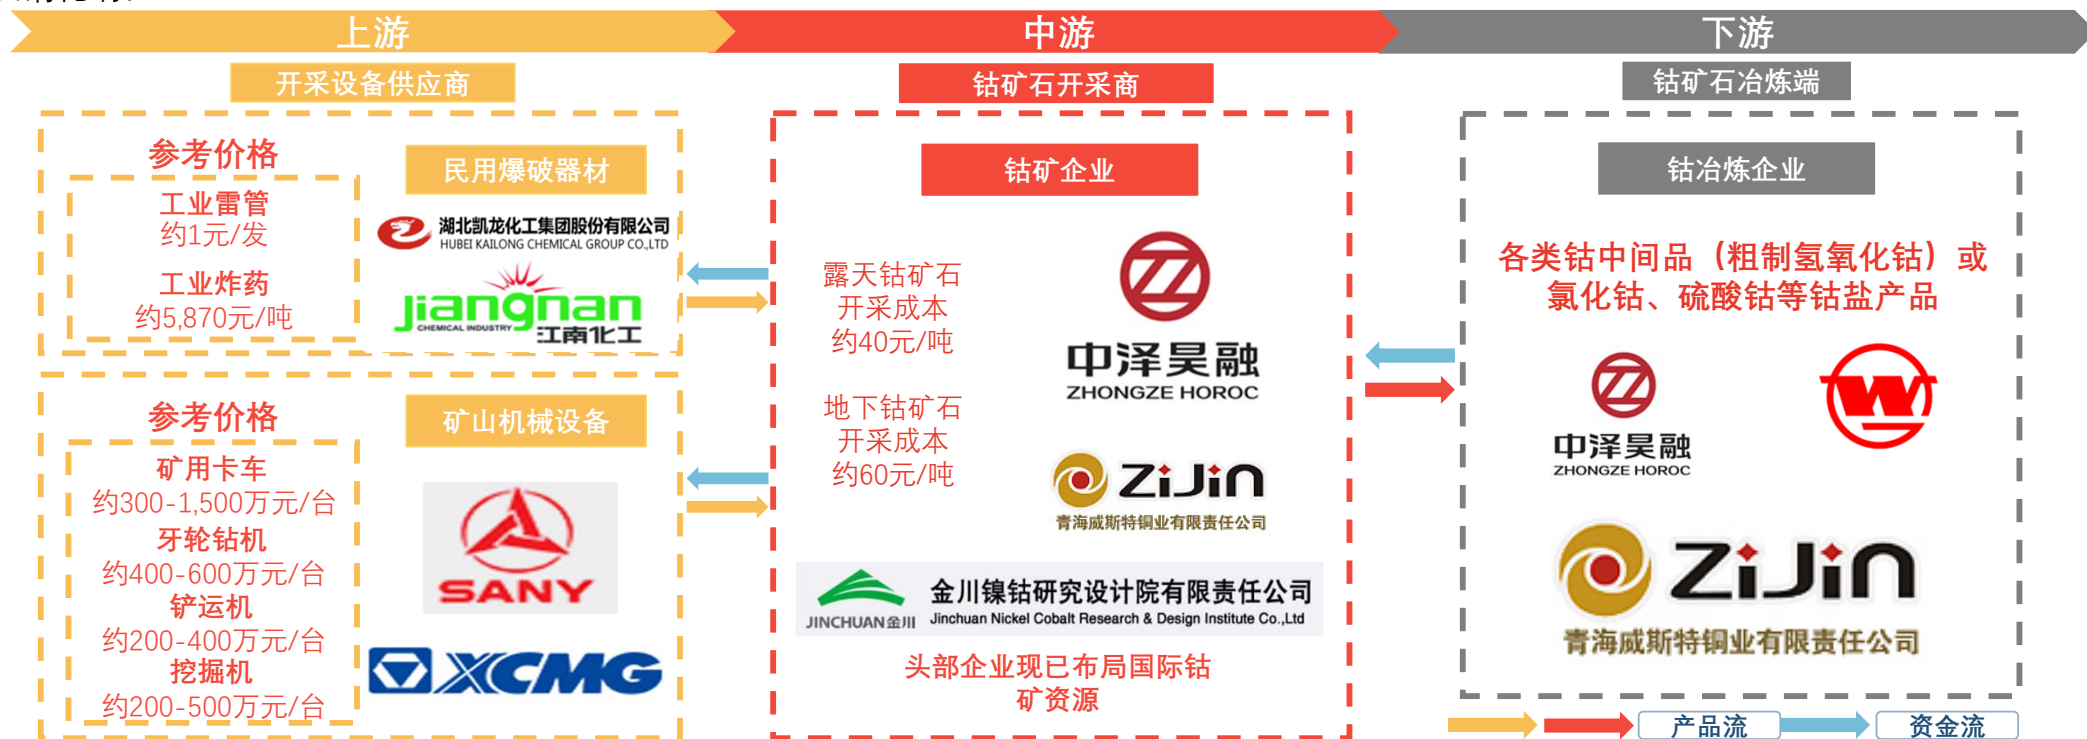 上游
中游
下游
开采设备供应商
钴矿石开采商
钴矿石冶炼端
参考价格
工业雷管
约1元/发
工业炸药
约5,870元/吨
民用爆破器材
湖北凯龙化工集团股份有限公司
HUBEI KAILONG CHEMICAL GROUP CO.,LTD
Jiangnan
CHEMICAL INDUSTRY
江南化工
参考价格
矿用卡车
约300-1,500万元/台
牙轮钻机
约400-600万元/台
铲运机
约200-400万元/台
挖掘机
约200-500万元/台
矿山机械设备
SANY
XCMG
钴矿企业
露天钴矿石
开采成本
约40元/吨
地下钴矿石
开采成本
约60元/吨
中泽昊融
ZHONGZE HOROC
ZiJin
青海威斯特铜业有限责任公司
JINCHUAN金川
金川镍钴研究设计院有限责任公司
Jinchuan Nickel Cobalt Research & Design Institute Co.,Ltd
头部企业现已布局国际钴
矿资源
钴冶炼企业
各类钴中间品（粗制氢氧化钴）或
氯化钴、硫酸钴等钴盐产品
中泽昊融
ZHONGZE HOROC
ZiJin
青海威斯特铜业有限责任公司
产品流
资金流